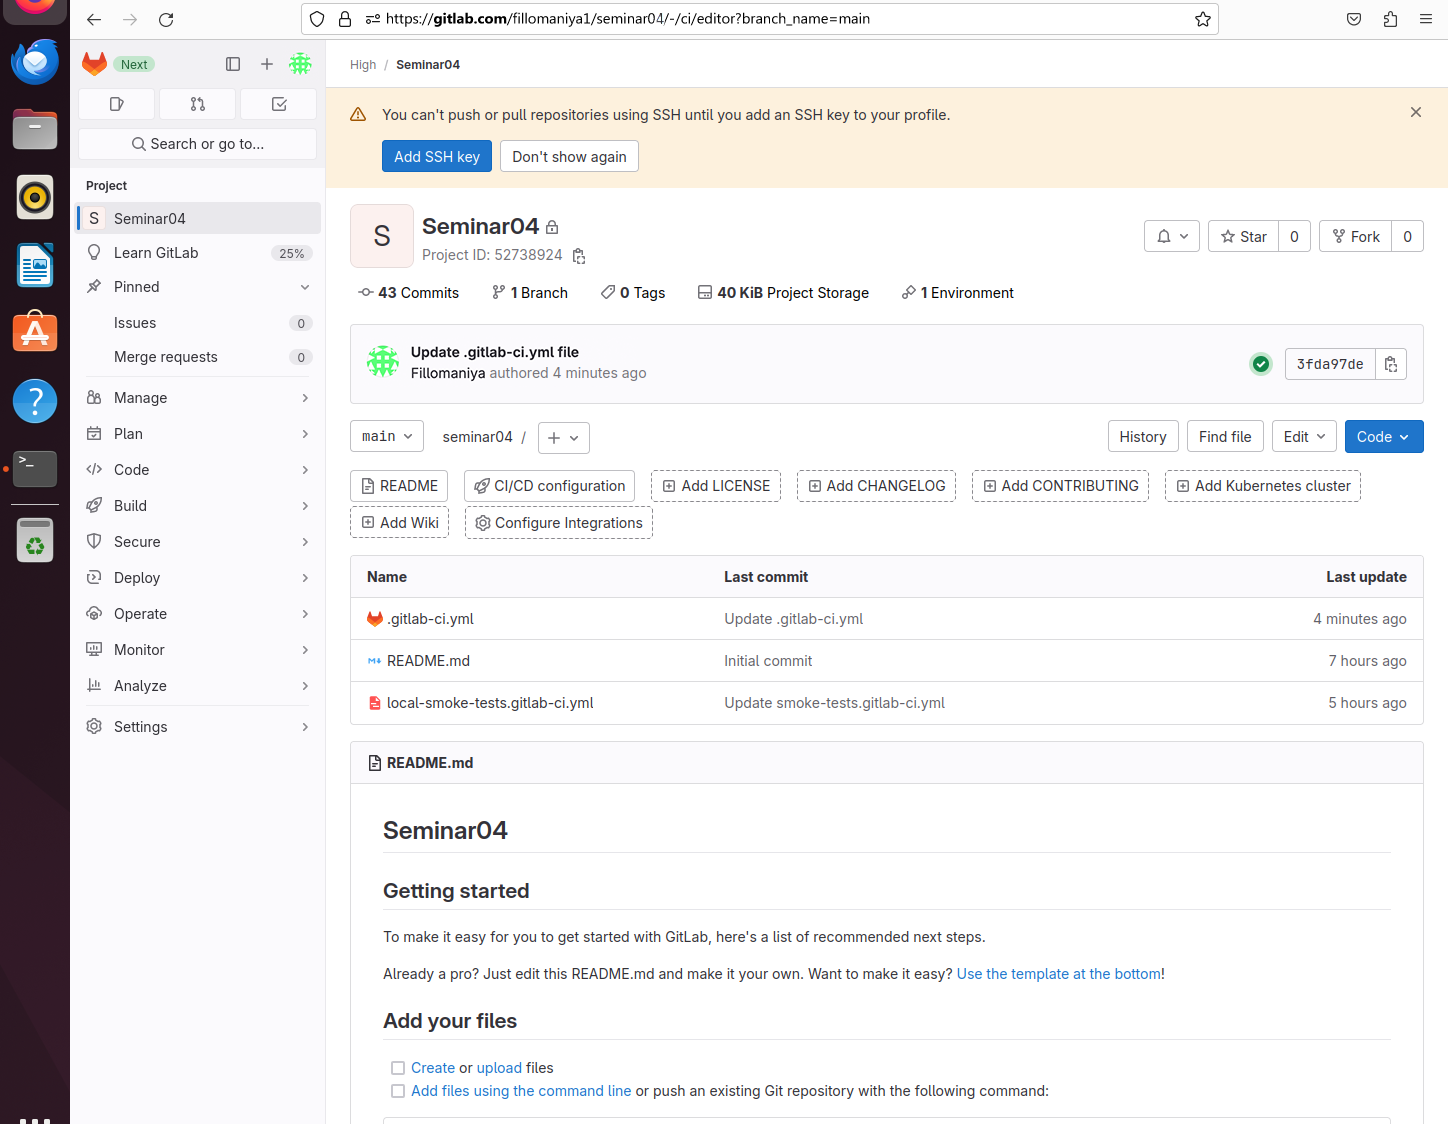 https://gitlab.com/fillomaniya1/seminar04/-/ci/editor?branch_name=main
Next
Search or go to...
Project
S Seminar04
Learn GitLab 25%
Pinned
Issues 0
Merge requests 0
Manage
Plan
Code
Build
Secure
Deploy
Operate
Monitor
Analyze
Settings
High / Seminar04
You can't push or pull repositories using SSH until you add an SSH key to your profile.
Add SSH key Don't show again
S
Seminar04
Project ID: 52738924
Star 0 Fork 0
43 Commits 1 Branch 0 Tags 40 KiB Project Storage 1 Environment
Update .gitlab-ci.yml file
Fillomaniya authored 4 minutes ago
3fda97de
main seminar04 / + History Find file Edit Code
README CI/CD configuration Add LICENSE Add CHANGELOG Add CONTRIBUTING Add Kubernetes cluster
Add Wiki Configure Integrations
Name Last commit Last update
.gitlab-ci.yml Update .gitlab-ci.yml 4 minutes ago
README.md Initial commit 7 hours ago
local-smoke-tests.gitlab-ci.yml Update smoke-tests.gitlab-ci.yml 5 hours ago
README.md
Seminar04
Getting started
To make it easy for you to get started with GitLab, here's a list of recommended next steps.
Already a pro? Just edit this README.md and make it your own. Want to make it easy? Use the template at the bottom!
Add your files
Create or upload files
Add files using the command line or push an existing Git repository with the following command: